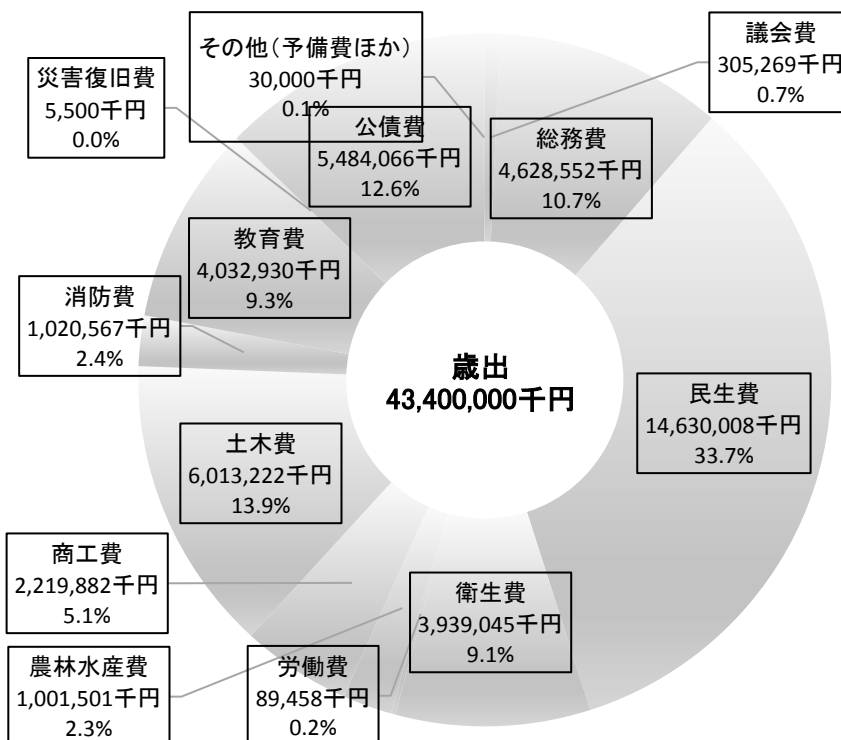 その他（予備費ほか）
30,000千円
0.1%
議会費
305,269千円
0.7%
災害復旧費
5,500千円
0.0%
公債費
5,484,066千円
12.6%
総務費
4,628,552千円
10.7%
教育費
4,032,930千円
9.3%
消防費
1,020,567千円
2.4%
歳出
43,400,000千円
民生費
14,630,008千円
33.7%
土木費
6,013,222千円
13.9%
商工費
2,219,882千円
5.1%
衛生費
3,939,045千円
9.1%
農林水産費
1,001,501千円
2.3%
労働費
89,458千円
0.2%